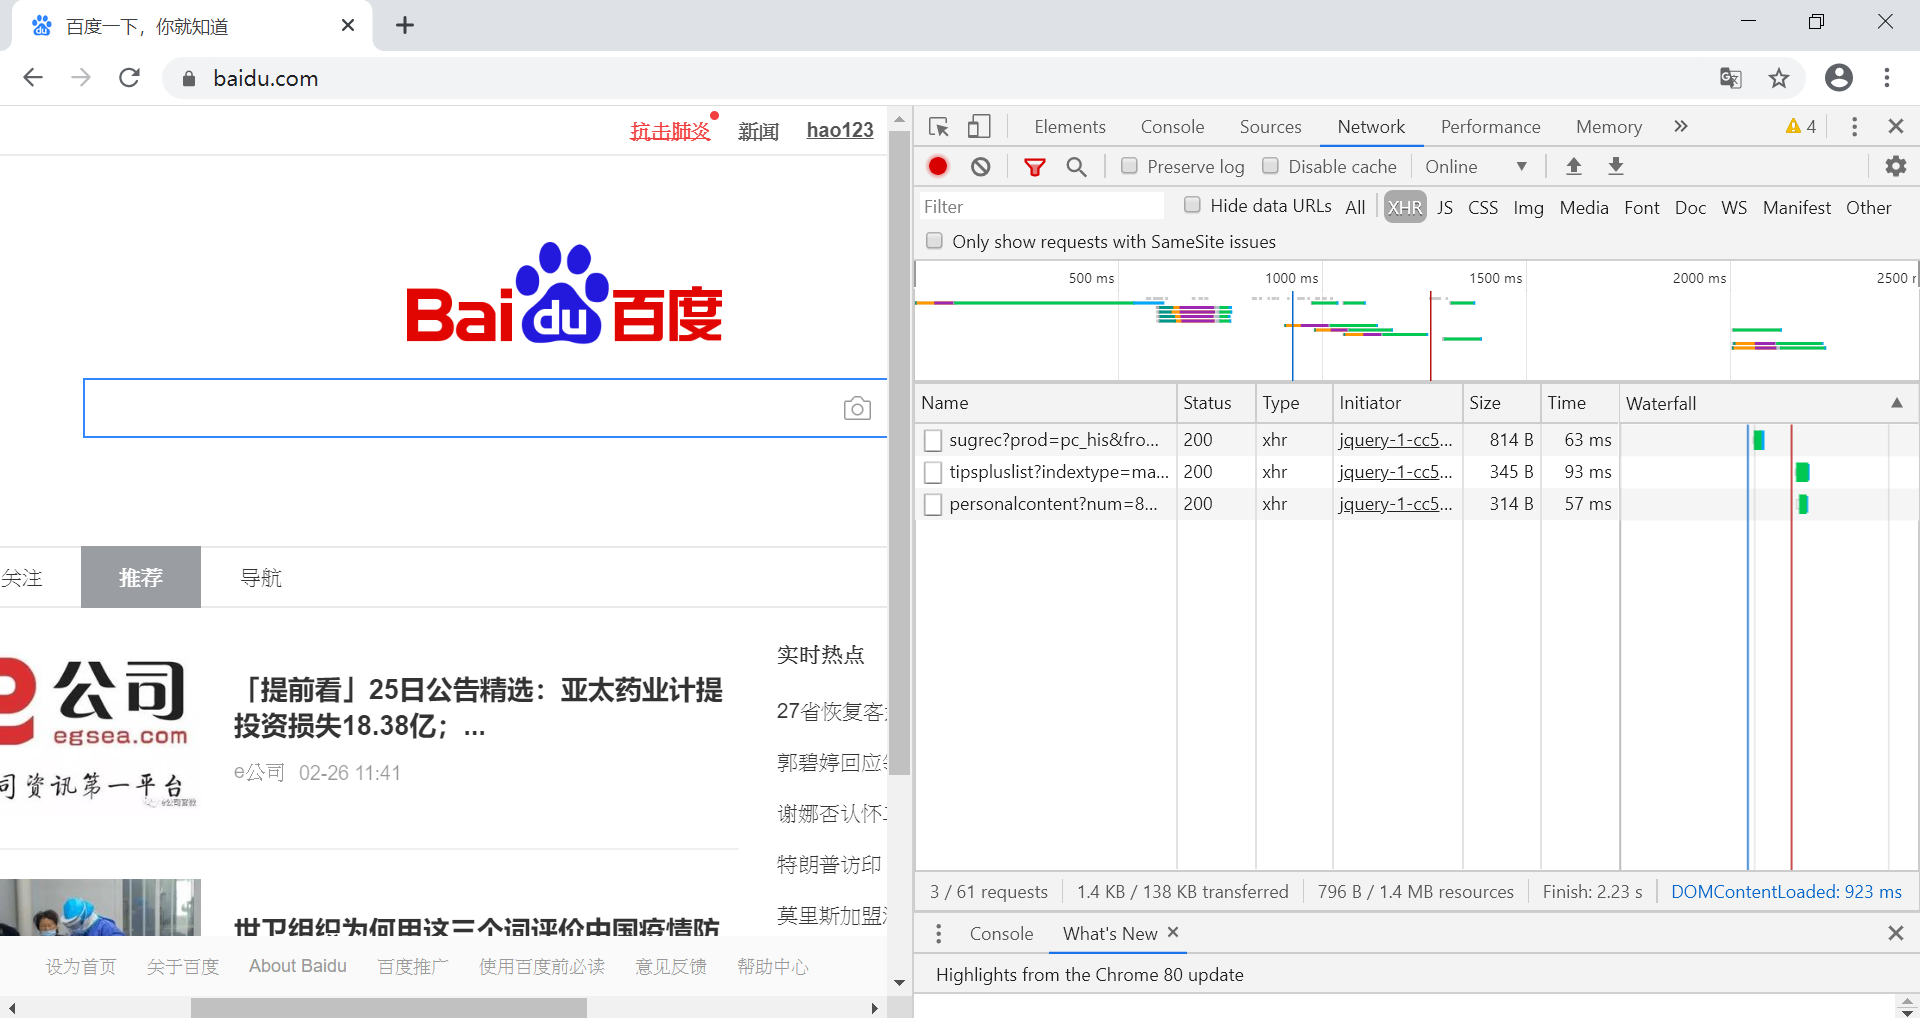 百度一下，你就知道
baidu.com
抗击肺炎 新闻 hao123
Bai du 百度
关注 推荐 导航
公司
egsea.com
司资讯第一平台
「提前看」25日公告精选：亚太药业计提
投资损失18.38亿；...
e公司 02-26 11:41
实时热点
27省恢复客
郭碧婷回应
谢娜否认怀
特朗普访印
莫里斯加盟
世卫组织为何用这三个词评价中国疫情防
设为首页 关于百度 About Baidu 百度推广 使用百度前必读 意见反馈 帮助中心
Elements Console Sources Network Performance Memory » 4
Preserve log Disable cache Online
Filter Hide data URLs All XHR JS CSS Img Media Font Doc WS Manifest Other
Only show requests with SameSite issues
500 ms 1000 ms 1500 ms 2000 ms 2500
Name Status Type Initiator Size Time Waterfall
sugrec?prod=pc_his&fro... 200 xhr jquery-1-cc5... 814 B 63 ms
tipspluslist?indextype=ma... 200 xhr jquery-1-cc5... 345 B 93 ms
personalcontent?num=8... 200 xhr jquery-1-cc5... 314 B 57 ms
3 / 61 requests 1.4 KB / 138 KB transferred 796 B / 1.4 MB resources Finish: 2.23 s DOMContentLoaded: 923 ms
Console What's New
Highlights from the Chrome 80 update